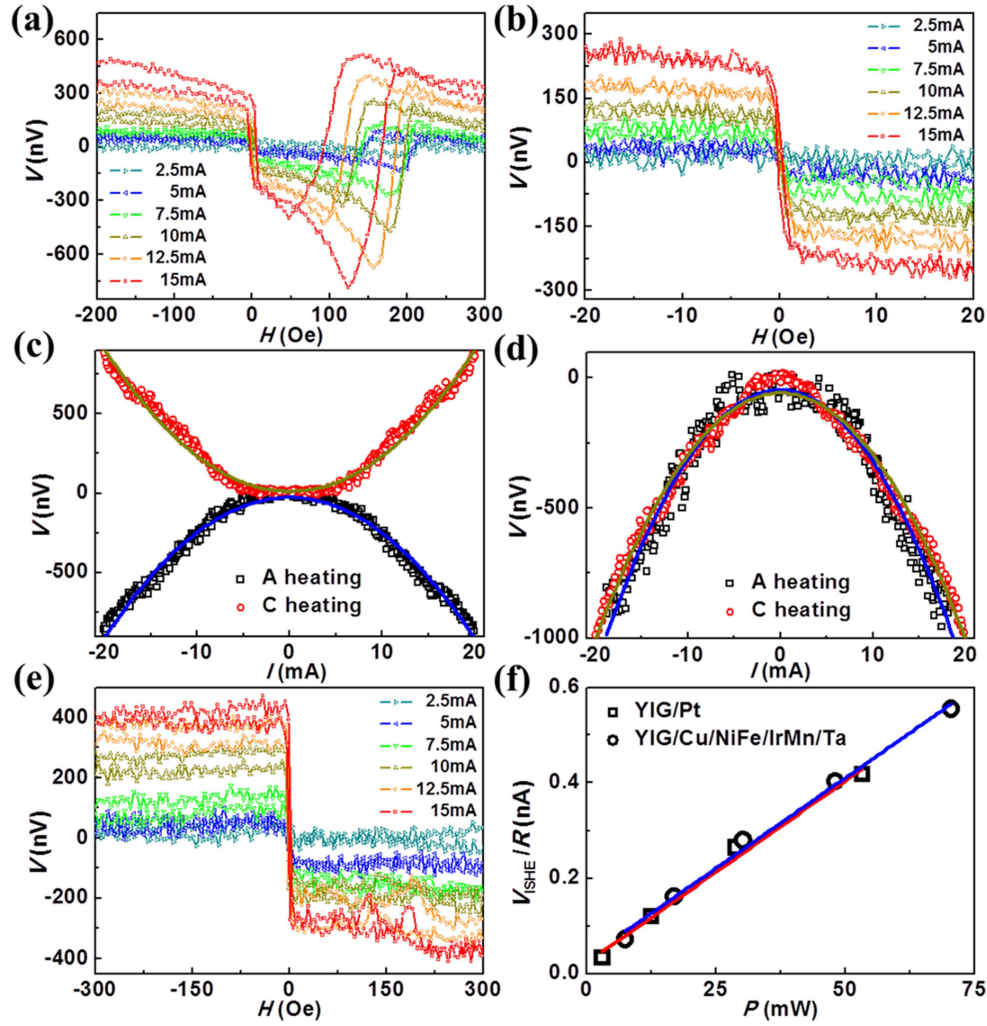 (a)
600
300
0
-300
-600
V (nV)
2.5mA
5mA
7.5mA
10mA
12.5mA
15mA
-200
-100
0
100
200
300
H (Oe)
(b)
300
150
0
-150
-300
V (nV)
2.5mA
5mA
7.5mA
10mA
12.5mA
15mA
-20
-10
0
10
20
H (Oe)
(c)
500
0
-500
V (nV)
A heating
C heating
-20
-10
0
10
20
I (mA)
(d)
0
-500
-1000
V (nV)
A heating
C heating
-20
-10
0
10
20
I (mA)
(e)
400
200
0
-200
-400
V (nV)
2.5mA
5mA
7.5mA
10mA
12.5mA
15mA
-300
-150
0
150
300
H (Oe)
(f)
0.6
0.4
0.2
0.0
VISHE/R (nA)
YIG/Pt
YIG/Cu/NiFe/IrMn/Ta
0
25
50
75
P (mW)